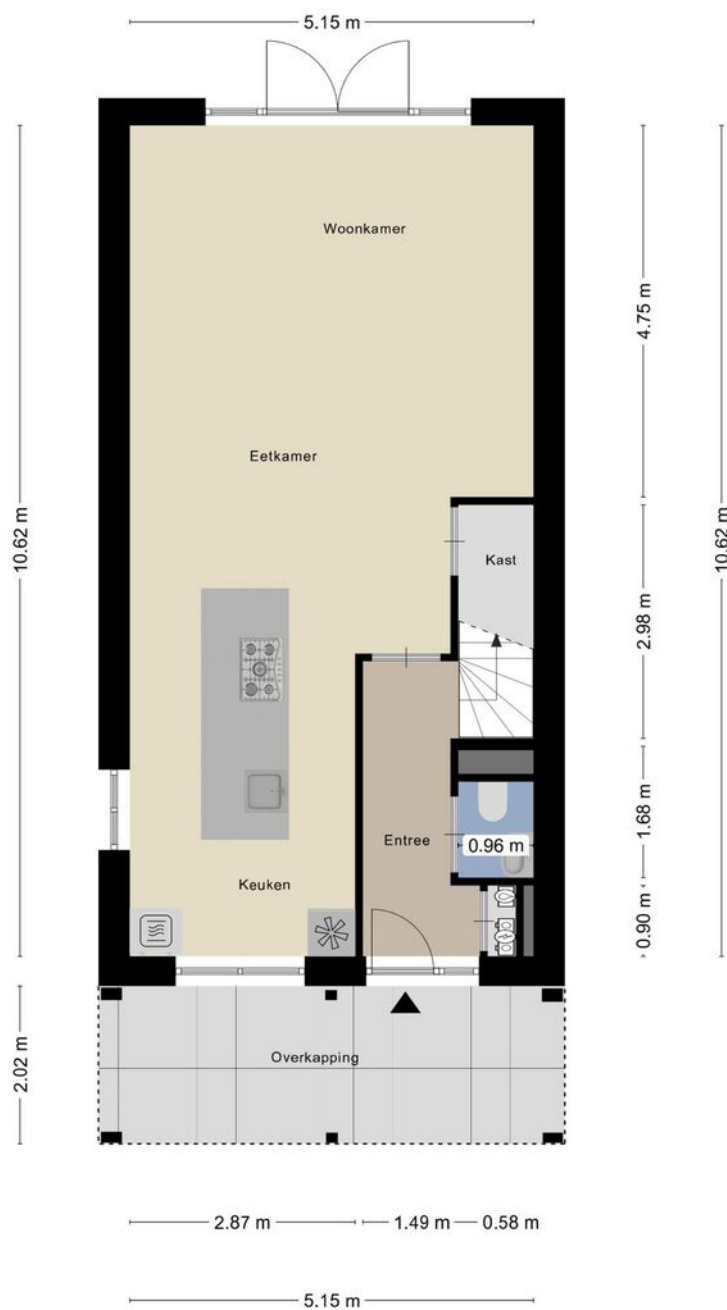 5.15 m
Woonkamer
4.75 m
Eetkamer
10.62 m
10.62 m
Kast
2.98 m
1.68 m
Entree
0.96 m
Keuken
0.90 m
Overkapping
2.02 m
2.87 m
1.49 m
0.58 m
5.15 m